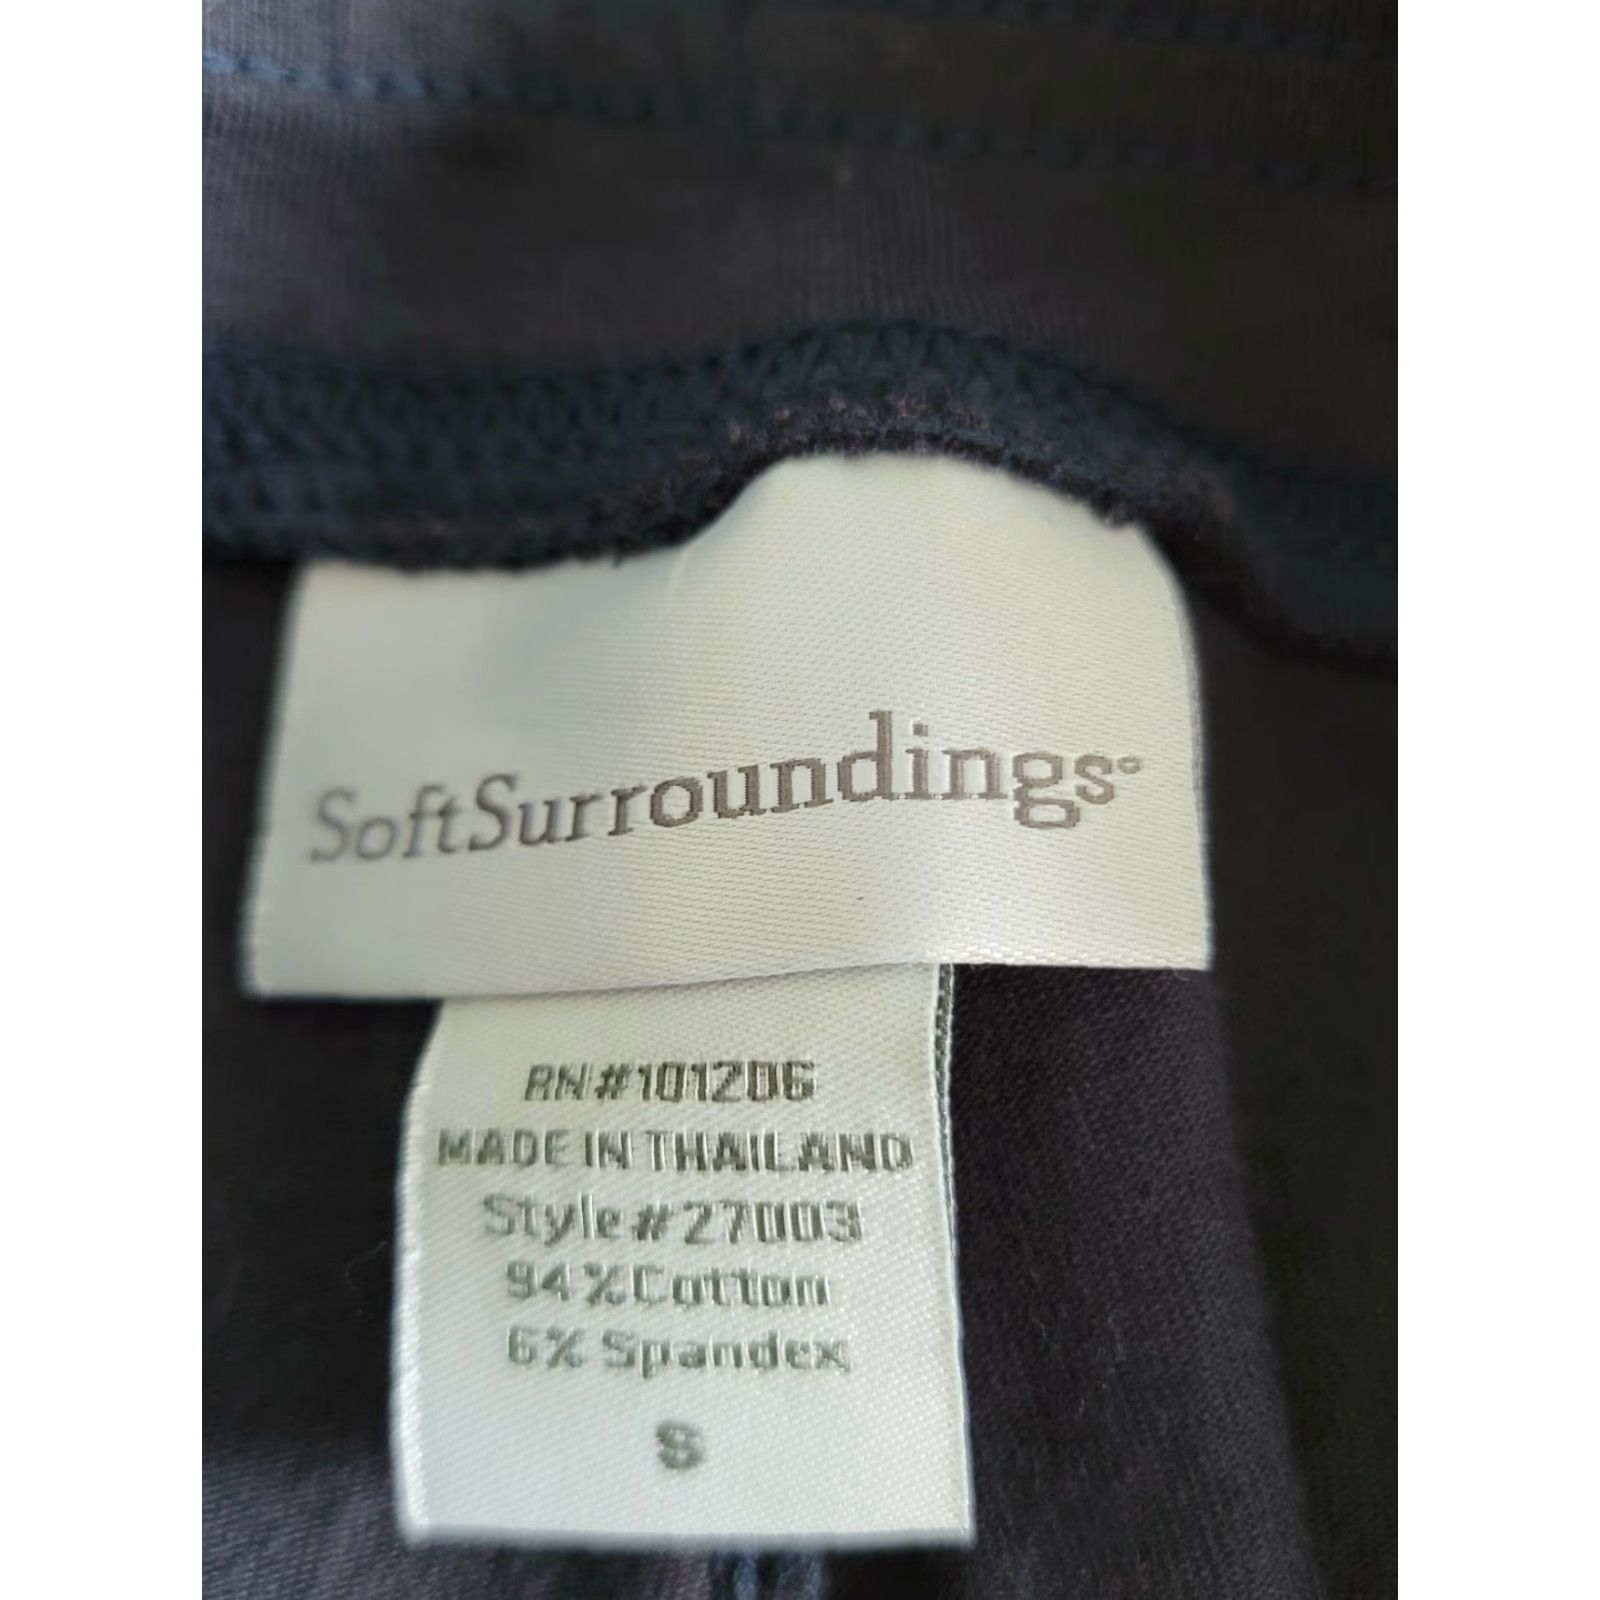 SoftSurroundings®
RN#101206
MADE IN THAILAND
Style#27003
94%Cotton
6% Spandex
S